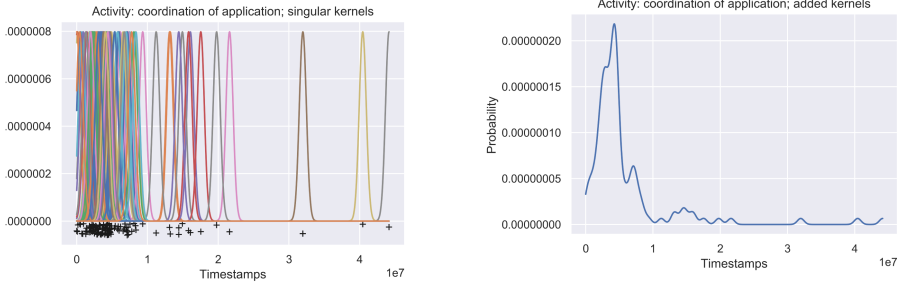 Activity: coordination of application; singular kernels
.0000008
.0000006
.0000004
.0000002
.0000000
0 1 2 3 4
1e7
Timestamps
Activity: coordination of application; added kernels
0.00000020
0.00000015
0.00000010
0.00000005
0.00000000
Probability
0 1 2 3 4
1e7
Timestamps